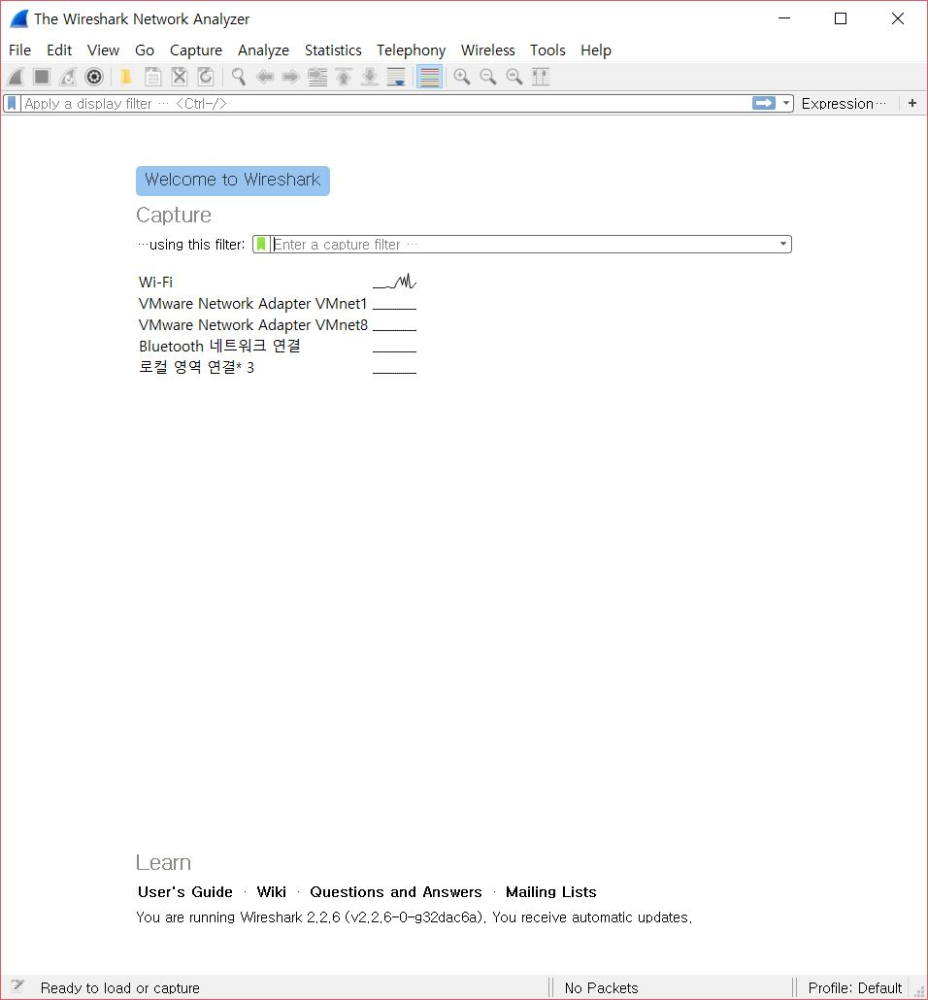 The Wireshark Network Analyzer
File Edit View Go Capture Analyze Statistics Telephony Wireless Tools Help
Apply a display filter … <Ctrl-/> Expression… +
Welcome to Wireshark
Capture
…using this filter: Enter a capture filter …
Wi-Fi
VMware Network Adapter VMnet1
VMware Network Adapter VMnet8
Bluetooth 네트워크 연결
로컬 영역 연결* 3
Learn
User's Guide · Wiki · Questions and Answers · Mailing Lists
You are running Wireshark 2.2.6 (v2.2.6-0-g32dac6a). You receive automatic updates.
Ready to load or capture No Packets Profile: Default